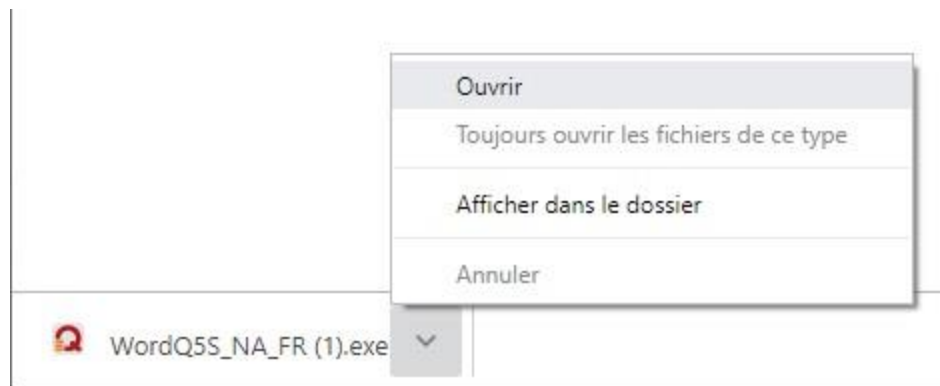 Ouvrir
Toujours ouvrir les fichiers de ce type
Afficher dans le dossier
Annuler
WordQ5S_NA_FR (1).exe